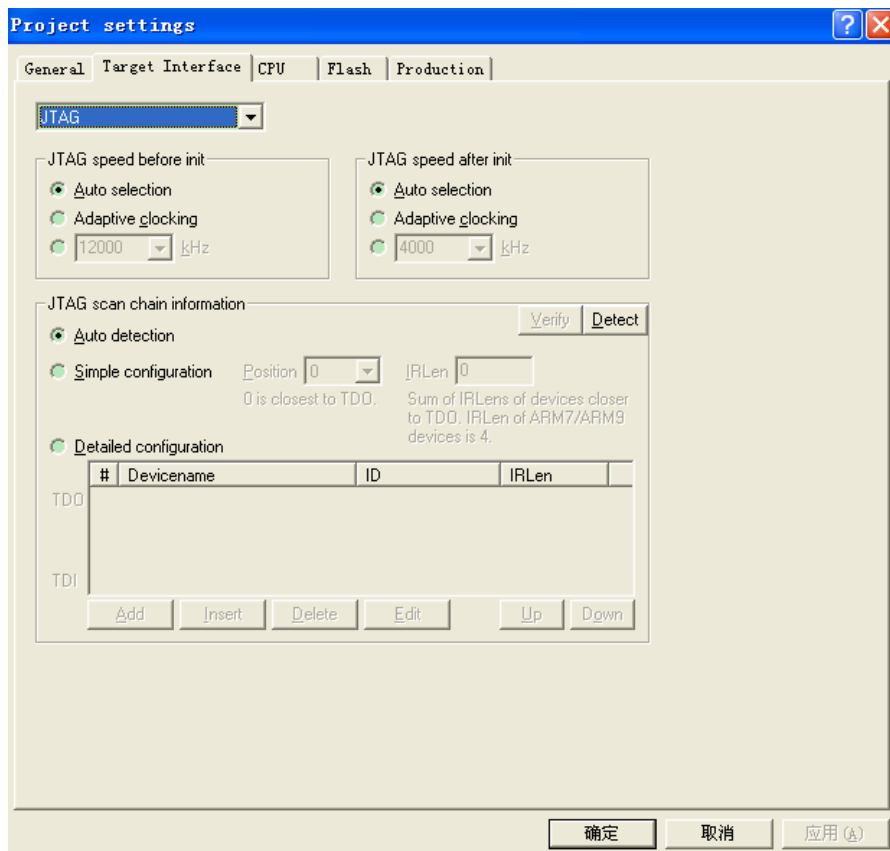 Project settings
General Target Interface CPU Flash Production
JTAG
JTAG speed before init
Auto selection
Adaptive clocking
12000 kHz
JTAG speed after init
Auto selection
Adaptive clocking
4000 kHz
JTAG scan chain information
Verify Detect
Auto detection
Simple configuration Position 0 IRLen 0
0 is closest to TDO.
Sum of IRLens of devices closer
to TDO. IRLen of ARM7/ARM9
devices is 4.
Detailed configuration
# Devicename ID IRLen
TDO
TDI
Add Insert Delete Edit Up Down
确定 取消 应用(A)